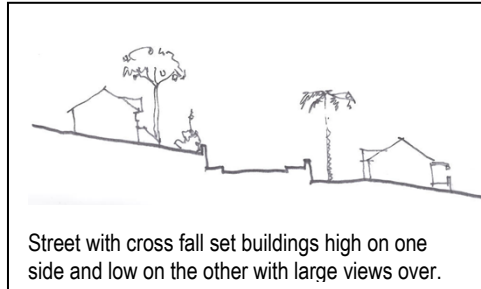 Street with cross fall set buildings high on one
side and low on the other with large views over.